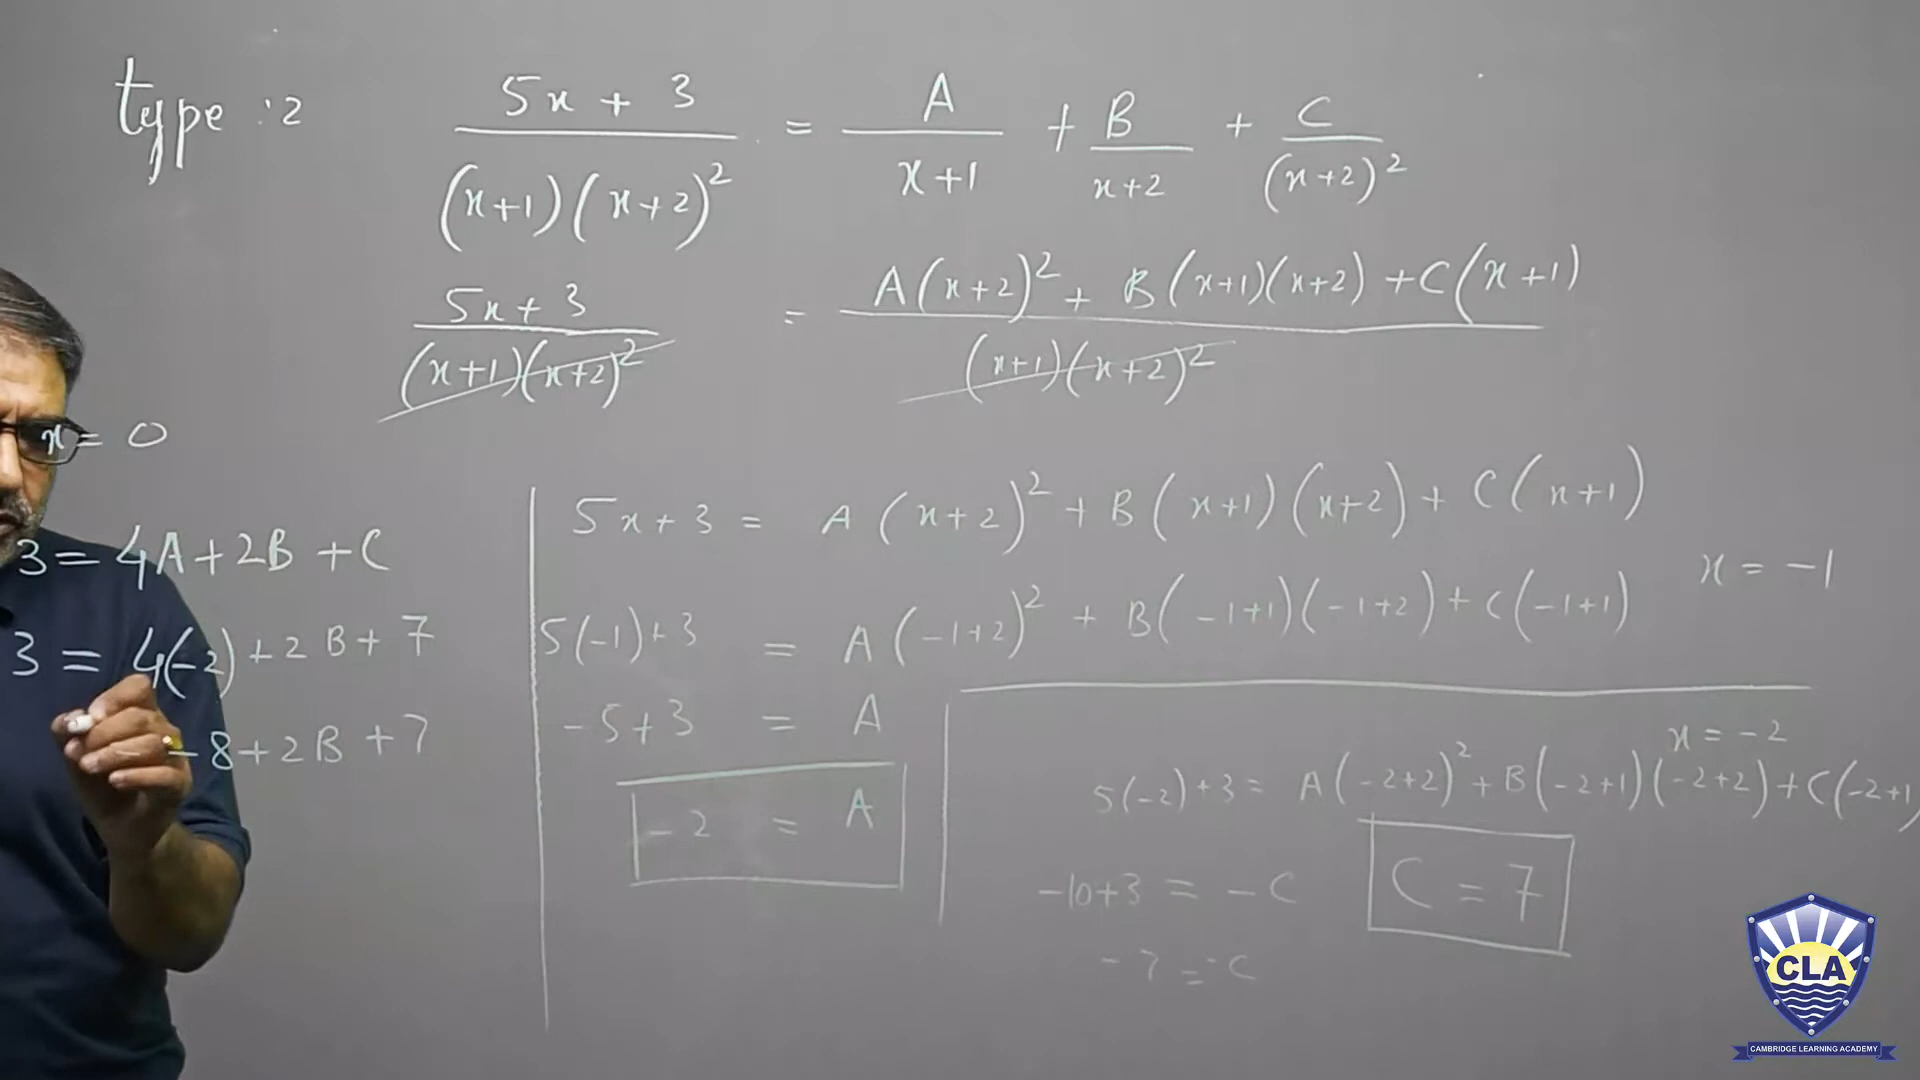 type :2
5x + 3 / (x+1)(x+2)² = A / x+1 + B / x+2 + C / (x+2)²
5x + 3 / (x+1)(x+2)² = A(x+2)² + B(x+1)(x+2) + C(x+1) / (x+1)(x+2)²
x = 0
3 = 4A + 2B + C
3 = 4(-2) + 2B + 7
- 8 + 2B + 7
5x + 3 = A(x+2)² + B(x+1)(x+2) + C(x+1)
x = -1
5(-1) + 3 = A(-1+2)² + B(-1+1)(-1+2) + C(-1+1)
-5+3 = A
-2 = A
x = -2
5(-2)+3 = A(-2+2)² + B(-2+1)(-2+2) + C(-2+1)
-10+3 = -C
C = 7
-7 = -C
CLA
CAMBRIDGE LEARNING ACADEMY